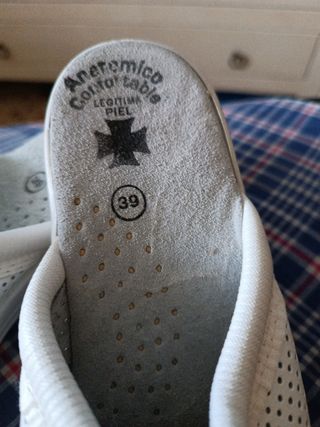 Anatomico
Confortable
LEGITIMA
PIEL
39